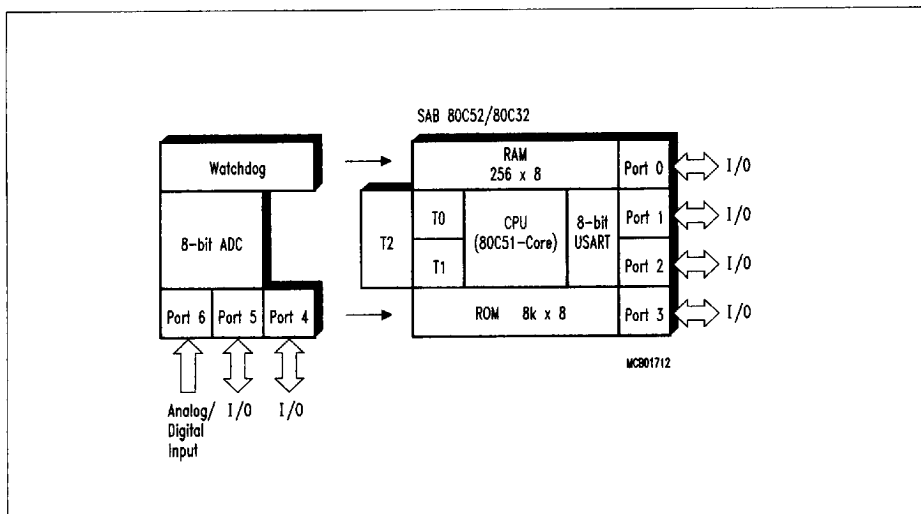 SAB 80C52/80C32
Watchdog
8-bit ADC
Port 6
Port 5
Port 4
Analog/
Digital
Input
I/O
I/O
T2
T0
T1
RAM
256 x 8
CPU
(80C51-Core)
8-bit
USART
ROM 8k x 8
Port 0
I/O
Port 1
I/O
Port 2
I/O
Port 3
I/O
MCB01712